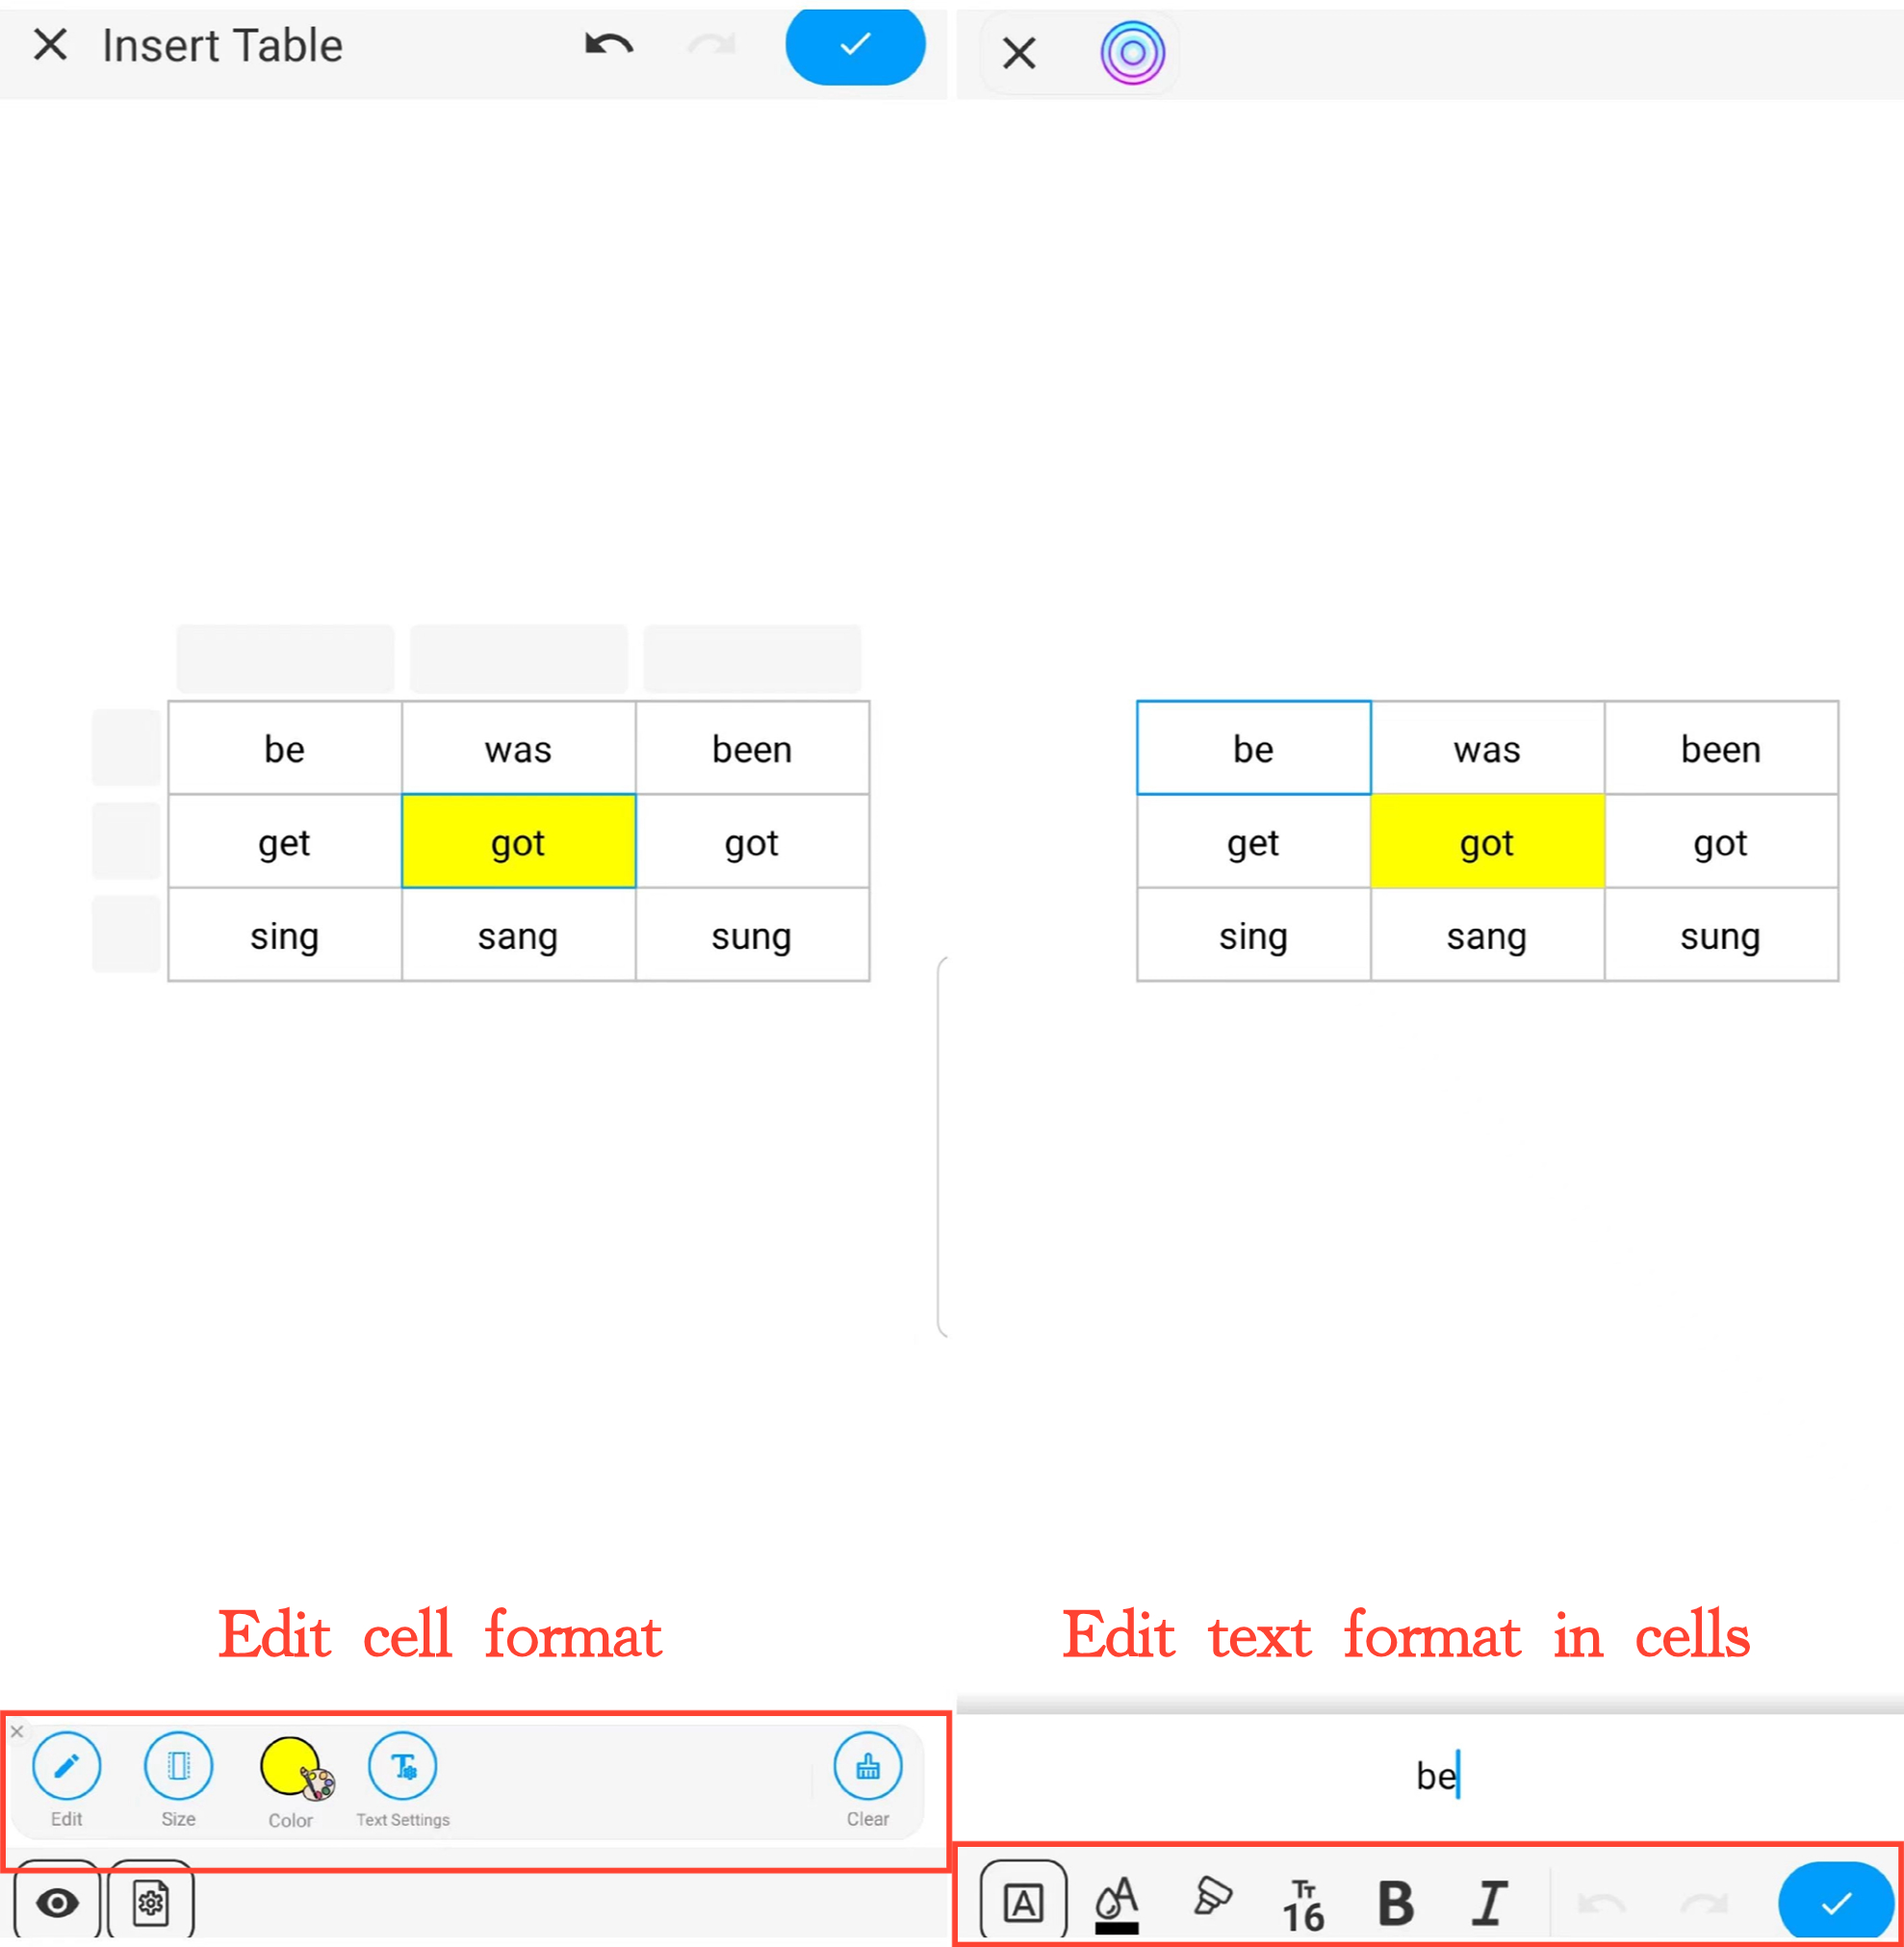 Insert Table
be was been
get got got
sing sang sung
Edit cell format
Edit Size Color Text Settings Clear
be was been
get got got
sing sang sung
Edit text format in cells
be
A A TT 16 B I